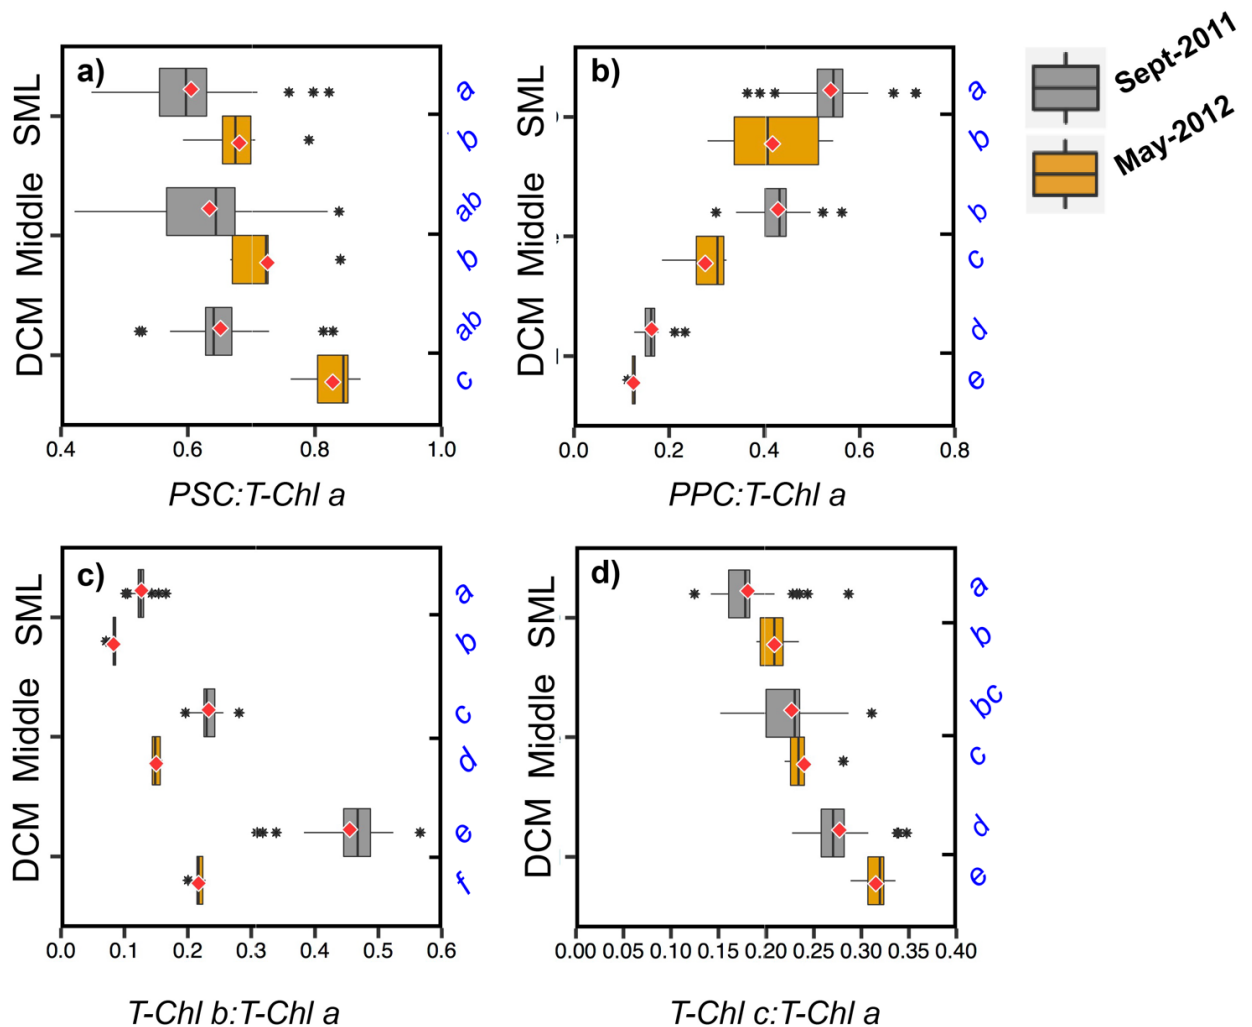 a)
SML
Middle
DCM
a
b
ab
b
ab
c
0.4 0.6 0.8 1.0
PSC:T-Chl a
b)
SML
Middle
DCM
a
b
b
c
d
e
0.0 0.2 0.4 0.6 0.8
PPC:T-Chl a
Sept-2011
May-2012
c)
SML
Middle
DCM
a
b
c
d
e
f
0.0 0.1 0.2 0.3 0.4 0.5 0.6
T-Chl b:T-Chl a
d)
SML
Middle
DCM
a
b
bc
c
d
e
0.00 0.05 0.10 0.15 0.20 0.25 0.30 0.35 0.40
T-Chl c:T-Chl a